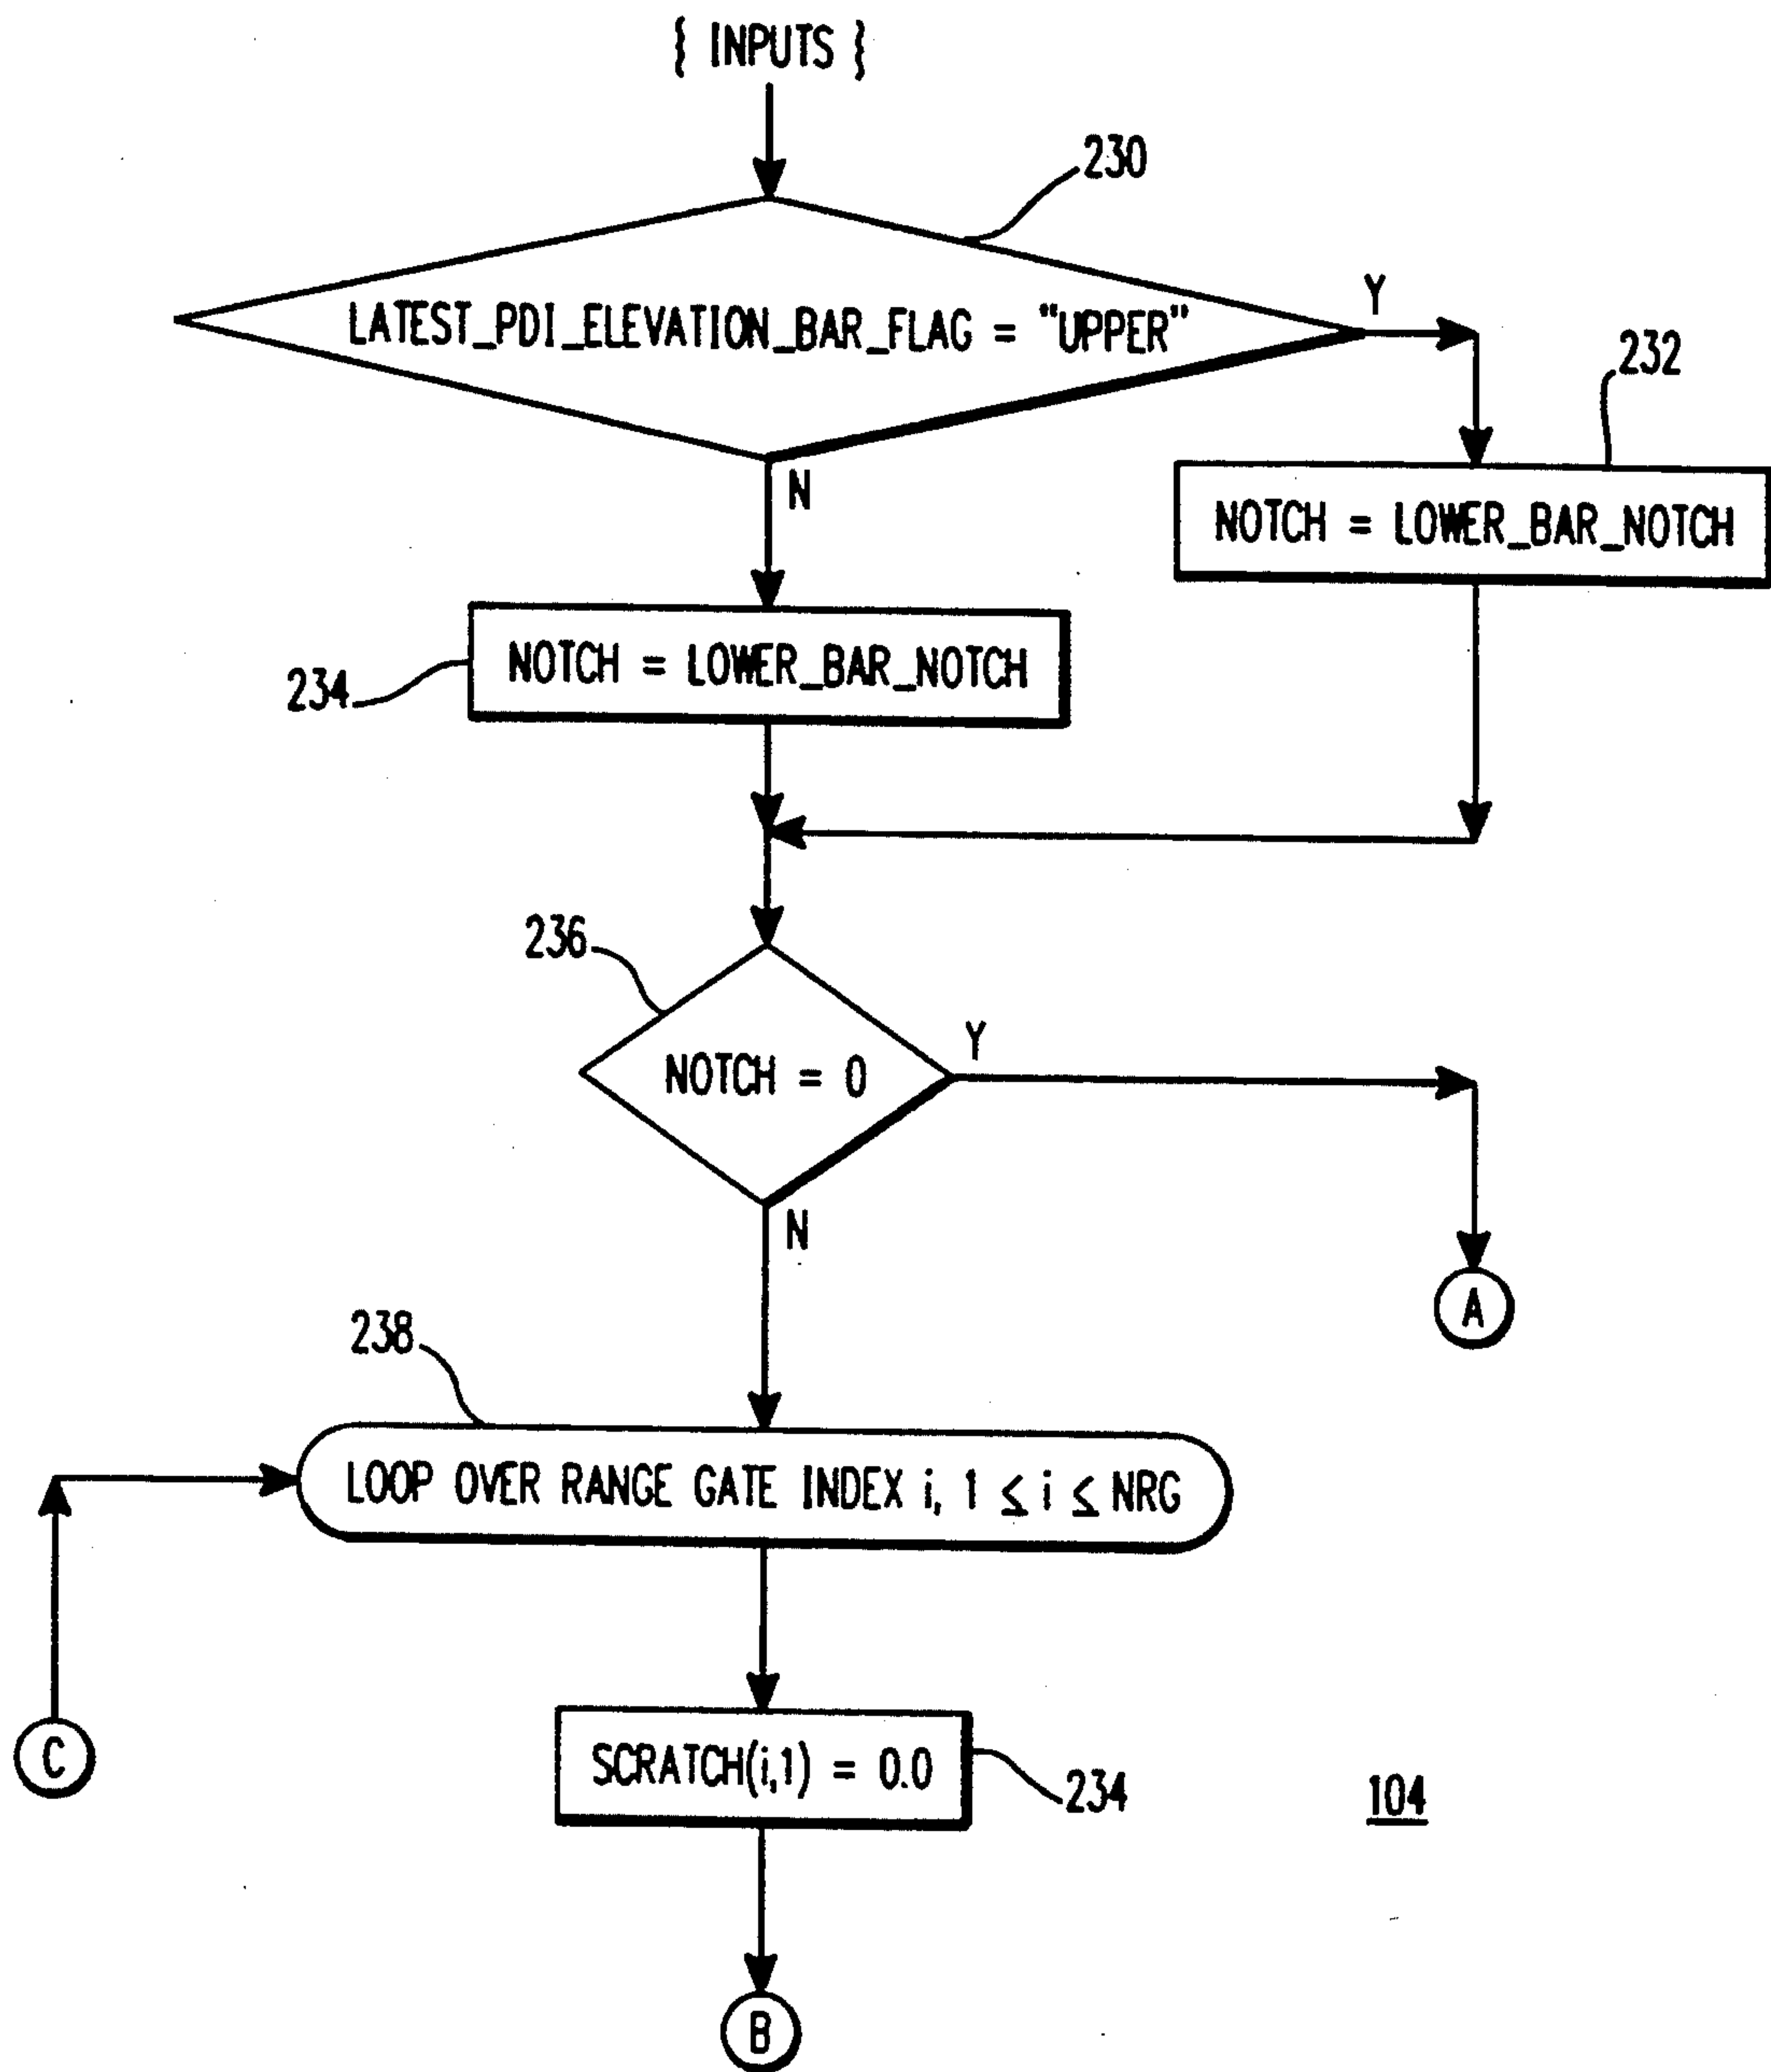 { INPUTS }
230
LATEST_PDI_ELEVATION_BAR_FLAG = "UPPER"
Y
232
NOTCH = LOWER_BAR_NOTCH
N
NOTCH = LOWER_BAR_NOTCH
234
236
NOTCH = 0
Y
N
A
238
LOOP OVER RANGE GATE INDEX i, 1 ≤ i ≤ NRG
C
SCRATCH(i,1) = 0.0
234
104
B